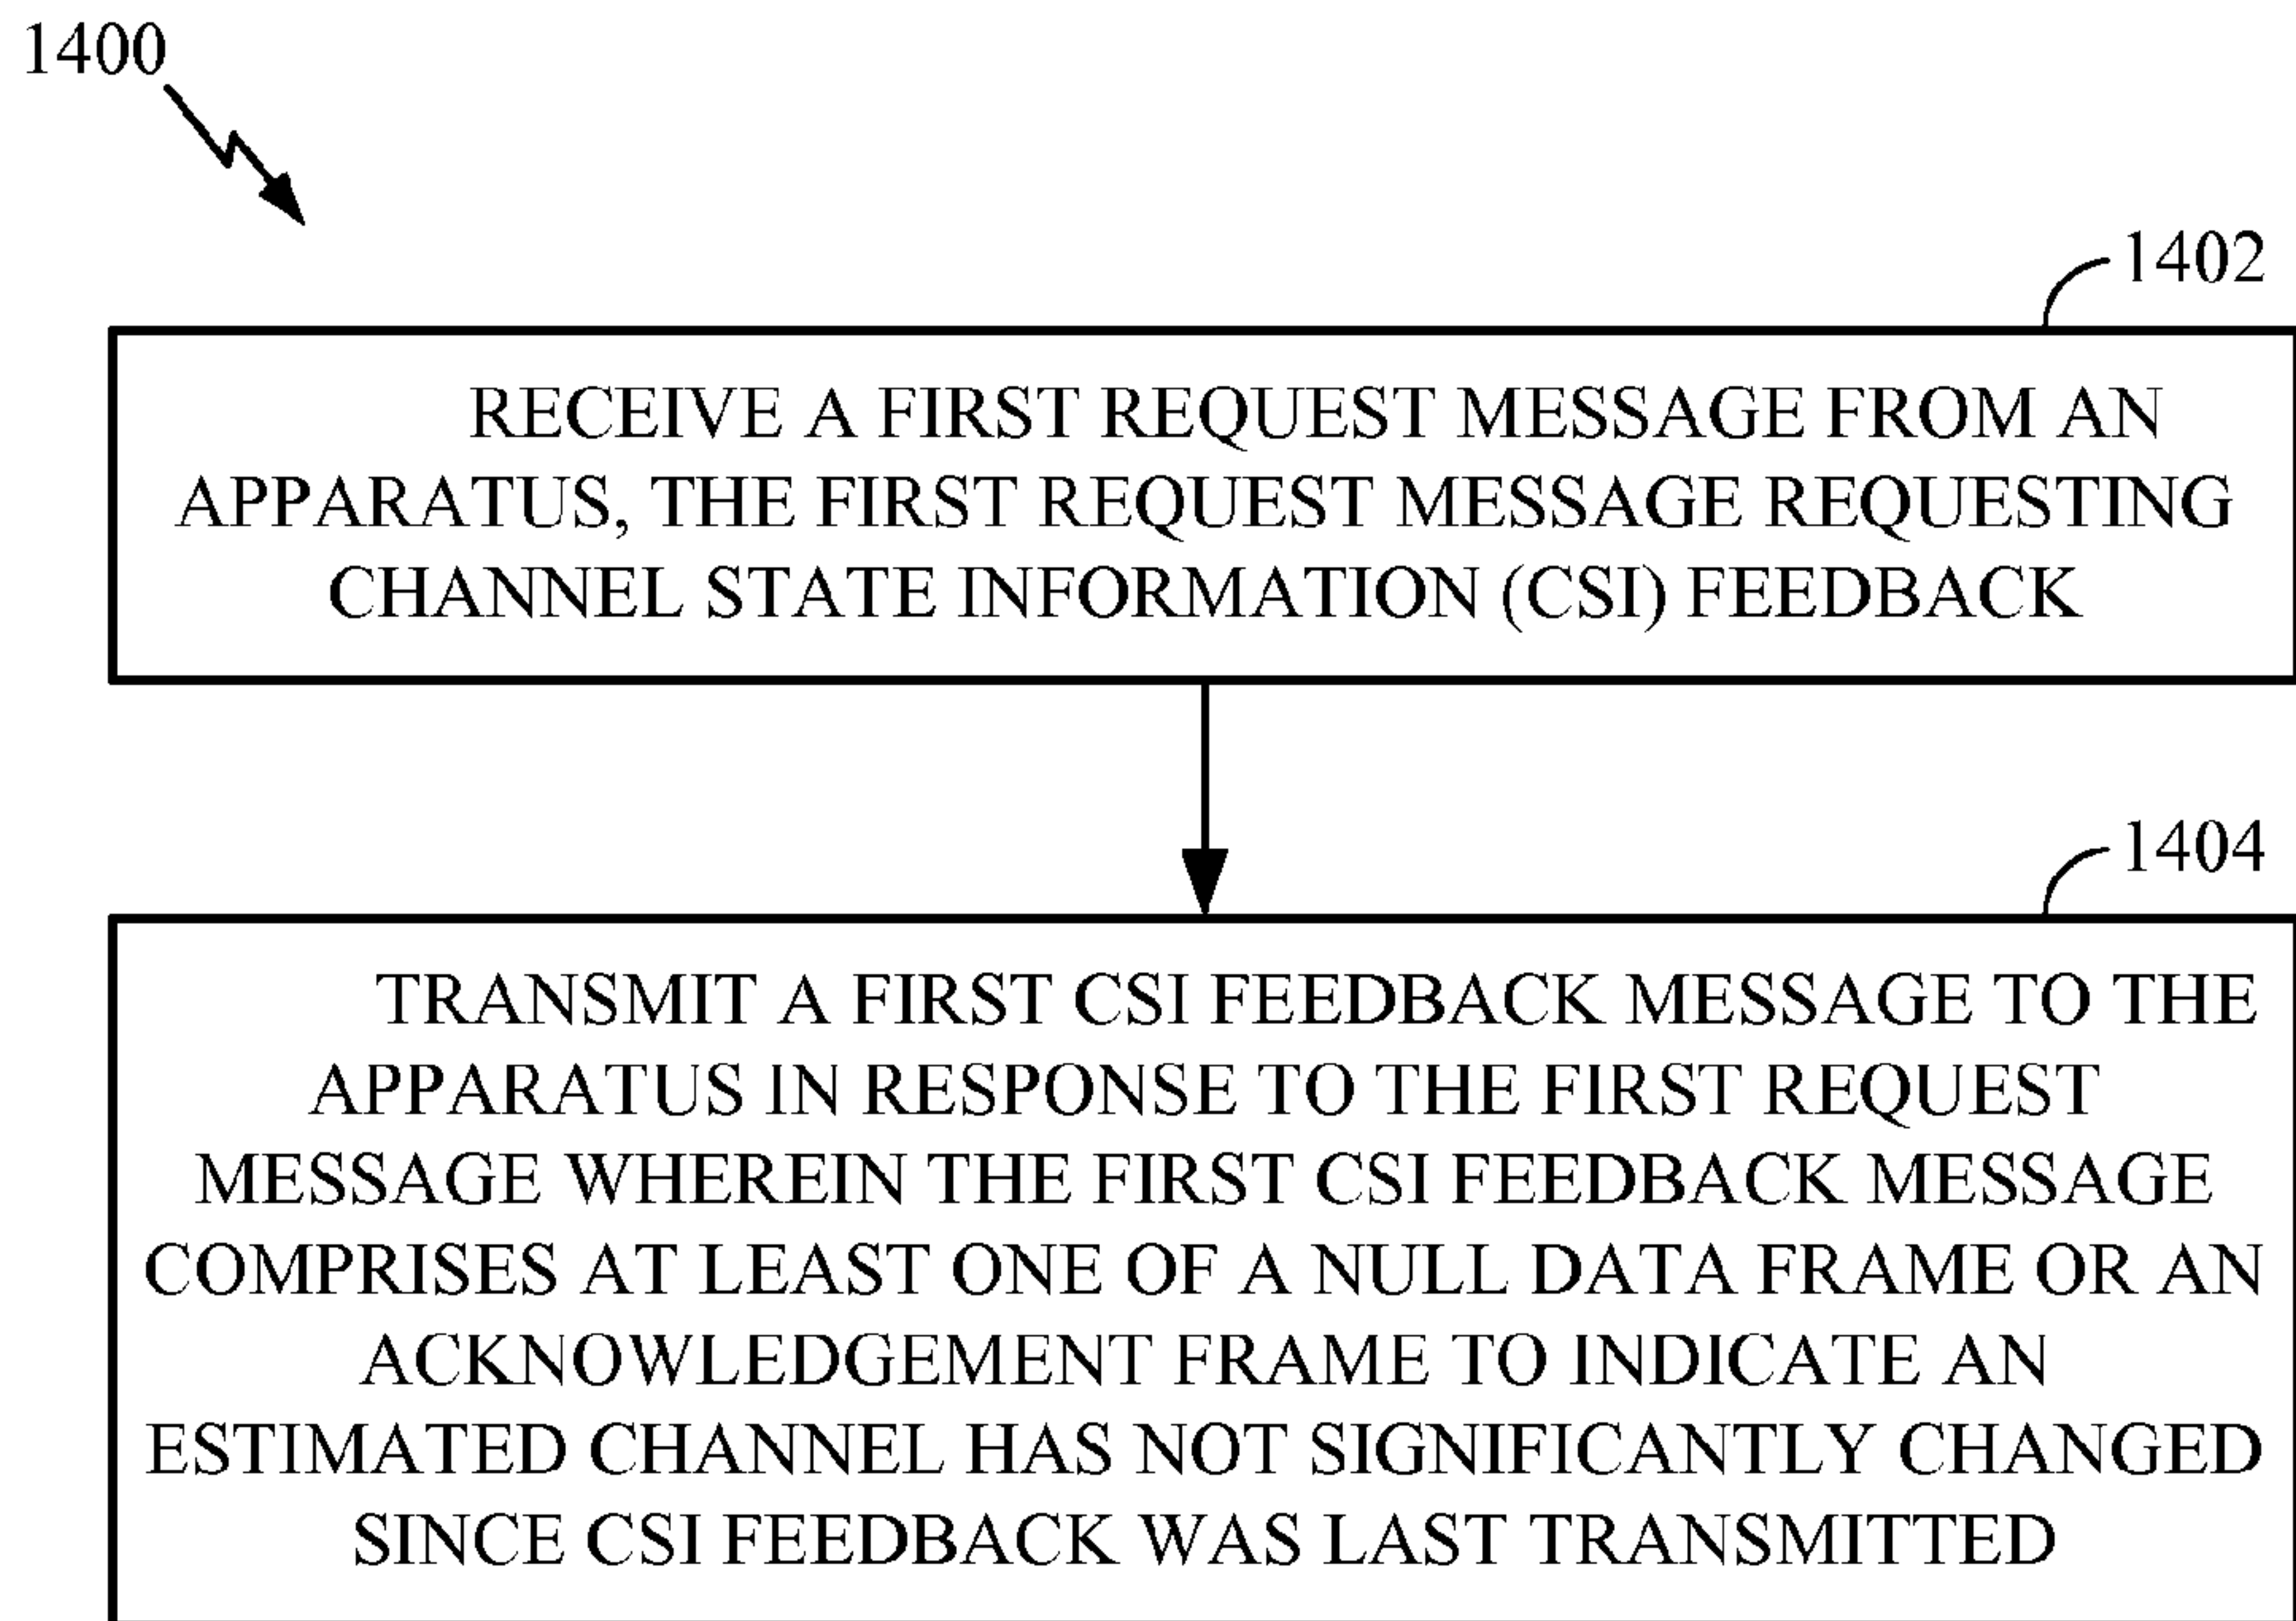 1400
1402
RECEIVE A FIRST REQUEST MESSAGE FROM AN
APPARATUS, THE FIRST REQUEST MESSAGE REQUESTING
CHANNEL STATE INFORMATION (CSI) FEEDBACK
1404
TRANSMIT A FIRST CSI FEEDBACK MESSAGE TO THE
APPARATUS IN RESPONSE TO THE FIRST REQUEST
MESSAGE WHEREIN THE FIRST CSI FEEDBACK MESSAGE
COMPRISES AT LEAST ONE OF A NULL DATA FRAME OR AN
ACKNOWLEDGEMENT FRAME TO INDICATE AN
ESTIMATED CHANNEL HAS NOT SIGNIFICANTLY CHANGED
SINCE CSI FEEDBACK WAS LAST TRANSMITTED